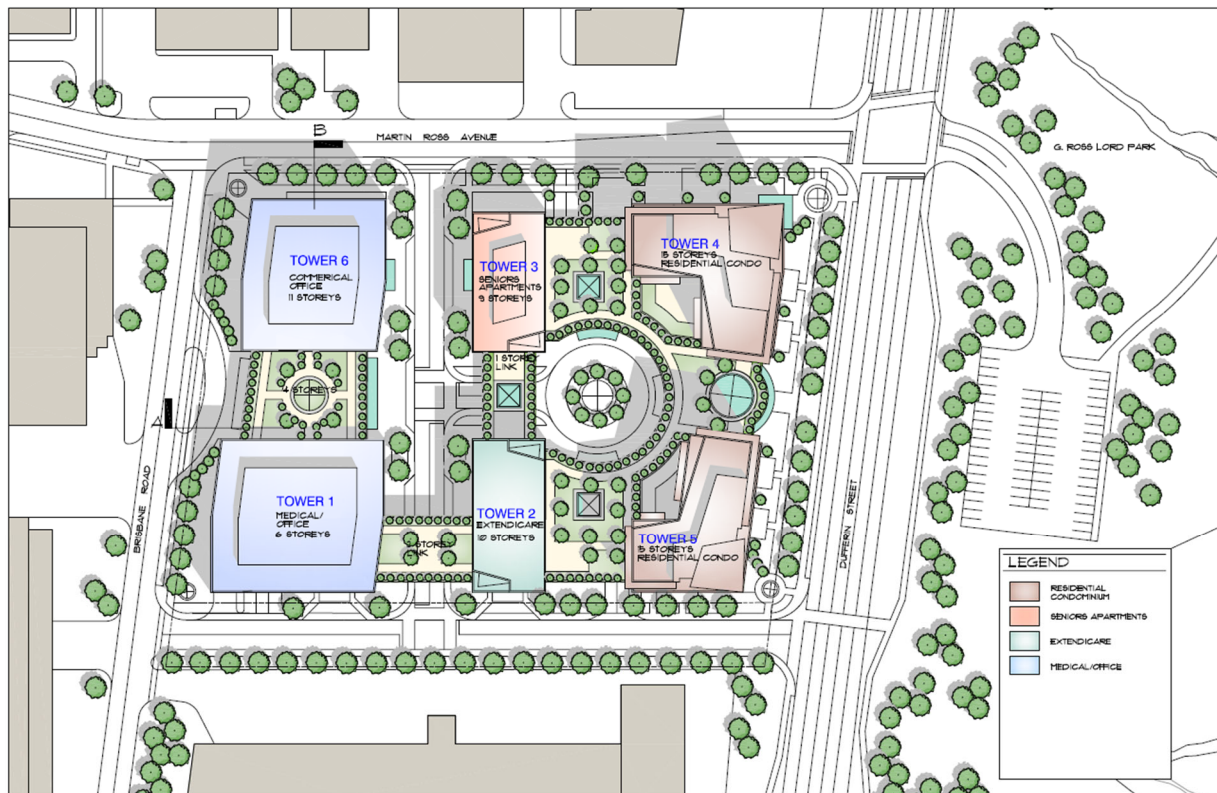 B
MARTIN ROSS AVENUE
G. ROSS LORD PARK
TOWER 6
COMMERICAL
OFFICE
11 STOREYS
TOWER 3
SENIORS
APARTMENTS
9 STOREYS
TOWER 4
15 STOREYS
RESIDENTIAL CONDO
1 STOREY
LINK
4 STOREYS
A
BRISBANE ROAD
TOWER 1
MEDICAL/
OFFICE
6 STOREYS
TOWER 2
EXTENDICARE
10 STOREYS
STOREY
LINK
TOWER 5
15 STOREYS
RESIDENTIAL CONDO
DUFFERIN STREET
LEGEND
RESIDENTIAL
CONDOMINIUM
SENIORS APARTMENTS
EXTENDICARE
MEDICAL/OFFICE